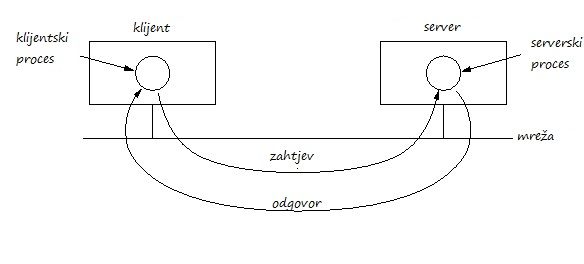 klijent
server
klijentski
proces
serverski
proces
mreža
zahtjev
odgovor